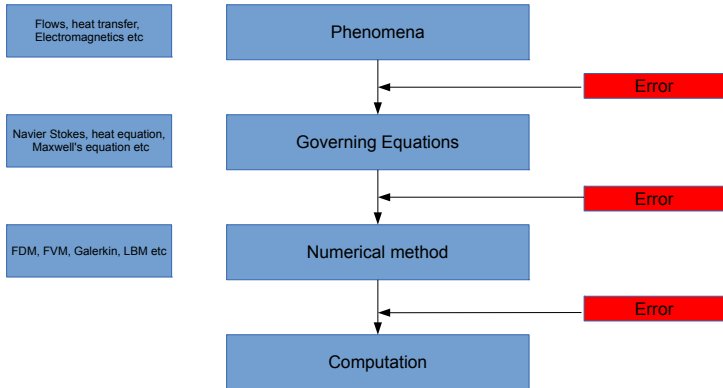 Flows, heat transfer,
Electromagnetics etc
Phenomena
Error
Navier Stokes, heat equation,
Maxwell's equation etc
Governing Equations
Error
FDM, FVM, Galerkin, LBM etc
Numerical method
Error
Computation